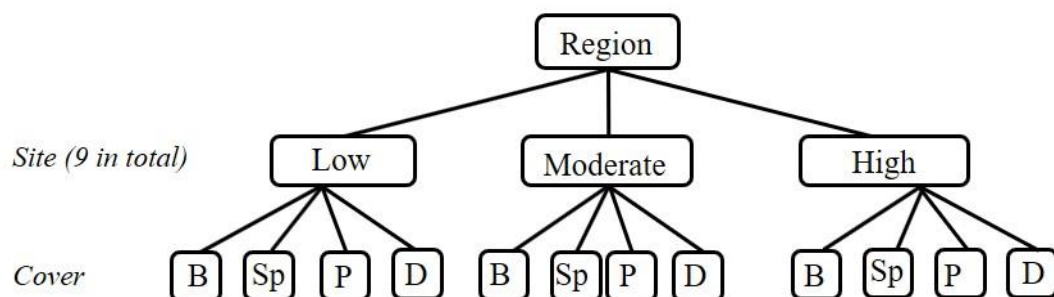 Region
Site (9 in total)
Low
Moderate
High
Cover
B
Sp
P
D
B
Sp
P
D
B
Sp
P
D